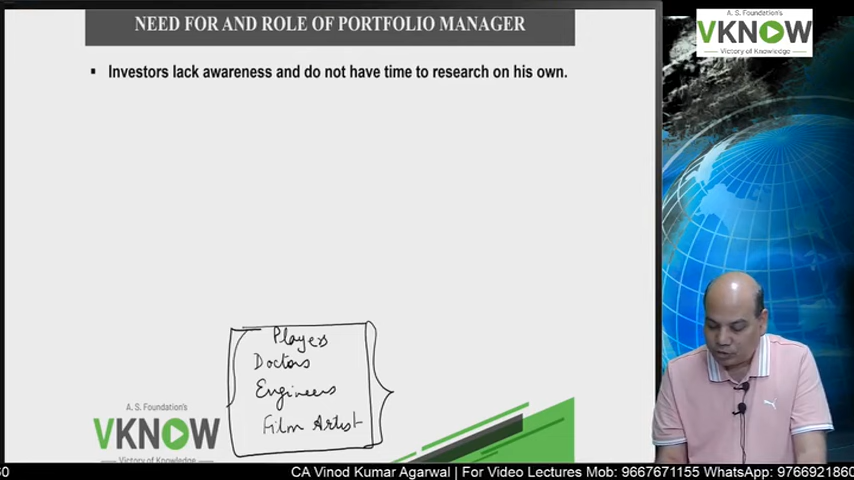 NEED FOR AND ROLE OF PORTFOLIO MANAGER
A. S. Foundation's
VKNOW
Victory of Knowledge
▪ Investors lack awareness and do not have time to research on his own.
Players
Doctors
Engineers
Film Artist
A. S. Foundation's
VKNOW
Victory of Knowledge
60
CA Vinod Kumar Agarwal | For Video Lectures Mob: 9667671155 WhatsApp: 9766921860